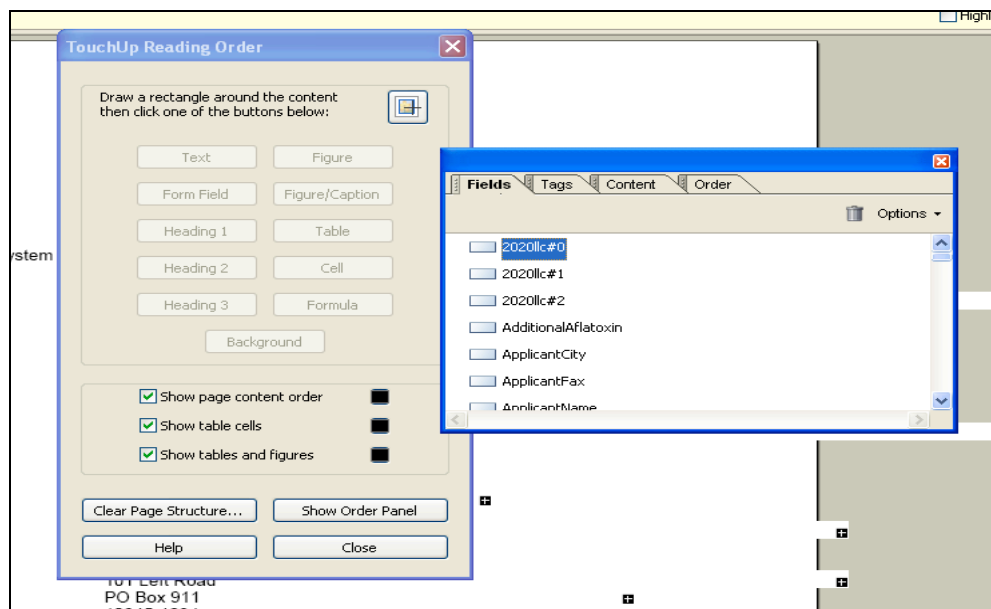 Highl
TouchUp Reading Order
Draw a rectangle around the content
then click one of the buttons below:
Text Figure
Form Field Figure/Caption
Heading 1 Table
Heading 2 Cell
Heading 3 Formula
Background
Show page content order
Show table cells
Show tables and figures
Clear Page Structure... Show Order Panel
Help Close
Fields Tags Content Order
Options
2020llc#0
2020llc#1
2020llc#2
AdditionalAflatoxin
ApplicantCity
ApplicantFax
ApplicantName
ystem
101 Left Road
PO Box 911